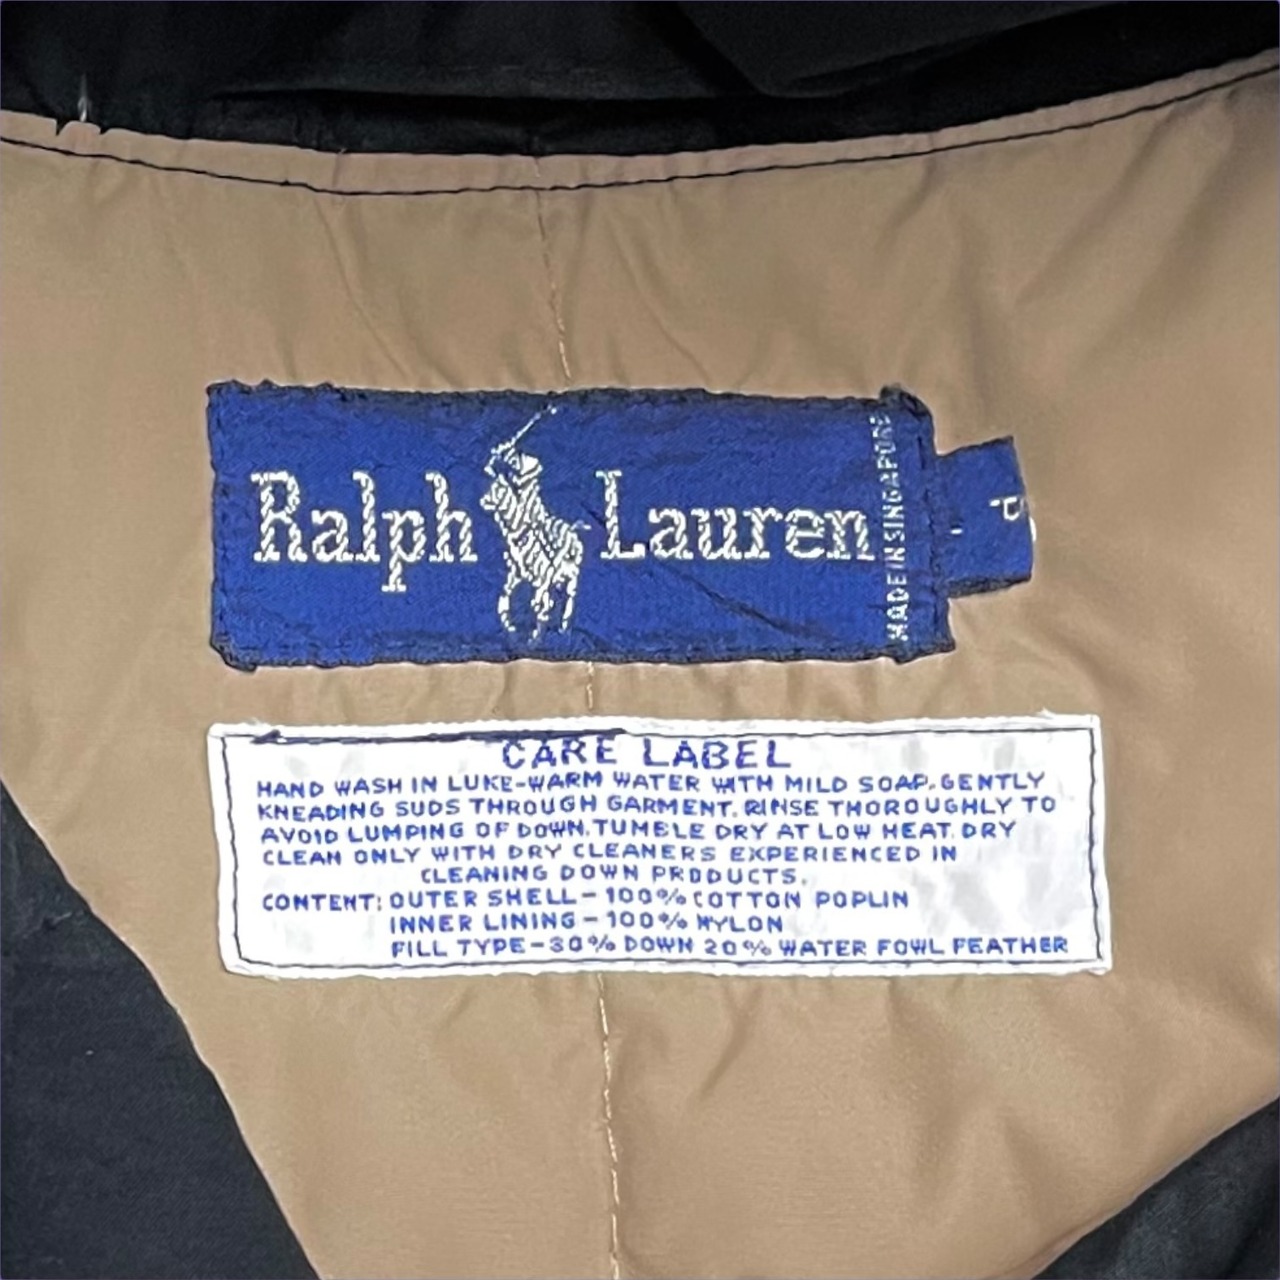 Ralph Lauren
MADE IN SINGAPORE
CARE LABEL
HAND WASH IN LUKE-WARM WATER WITH MILD SOAP. GENTLY
KNEADING SUDS THROUGH GARMENT. RINSE THOROUGHLY TO
AVOID LUMPING OF DOWN. TUMBLE DRY AT LOW HEAT. DRY
CLEAN ONLY WITH DRY CLEANERS EXPERIENCED IN
CLEANING DOWN PRODUCTS.
CONTENT: OUTER SHELL - 100% COTTON POPLIN
INNER LINING - 100% NYLON
FILL TYPE - 80% DOWN 20% WATER FOWL FEATHER